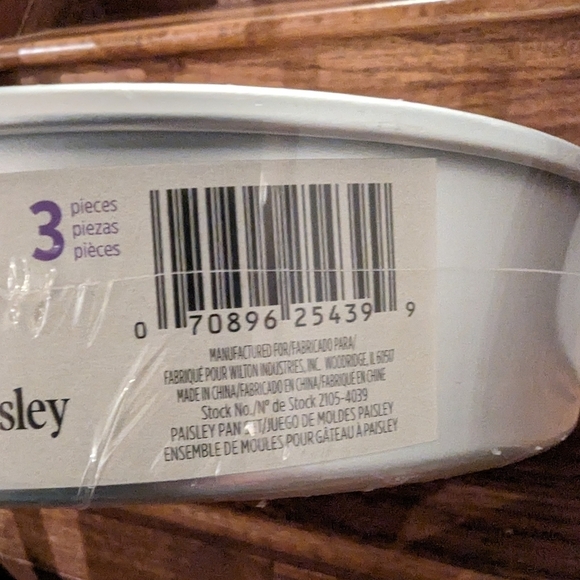 3 pieces
piezas
pièces
0 70896 25439 9
MANUFACTURED FOR/FABRICADO PARA/
FABRIQUÉ POUR WILTON INDUSTRIES, INC. WOODRIDGE, IL 60517
MADE IN CHINA/FABRICADO EN CHINA/FABRIQUÉ EN CHINE
Stock No./Nº de Stock 2105-4039
PAISLEY PAN SET/JUEGO DE MOLDES PAISLEY
ENSEMBLE DE MOULES POUR GÂTEAU À PAISLEY
sley